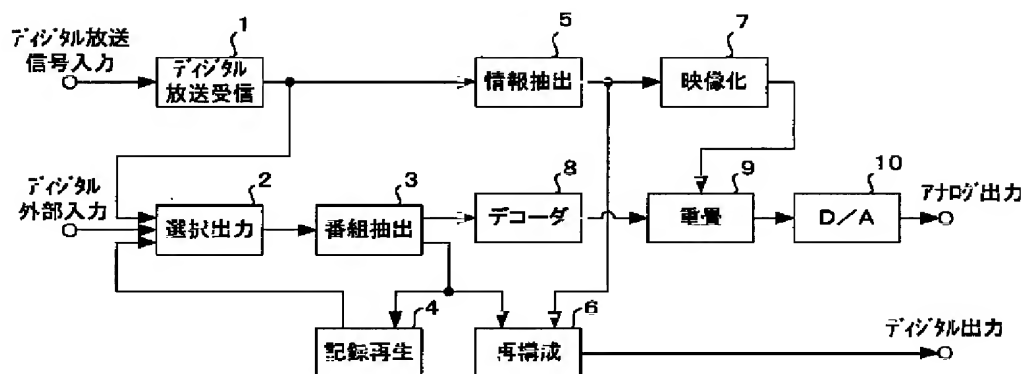 ディジタル放送
信号入力
1
ディジタル
放送受信
5
情報抽出
7
映像化
ディジタル
外部入力
2
選択出力
3
番組抽出
8
デコーダ
9
重畳
10
D/A
アナログ出力
4
記録再生
6
再構成
ディジタル出力